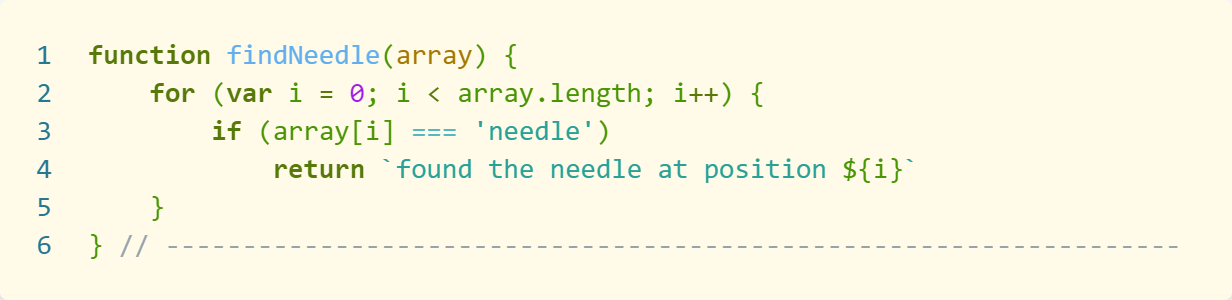 1 function findNeedle(array) {
2     for (var i = 0; i < array.length; i++) {
3         if (array[i] === 'needle')
4             return `found the needle at position ${i}`
5     }
6 } // ------------------------------------------------------------------